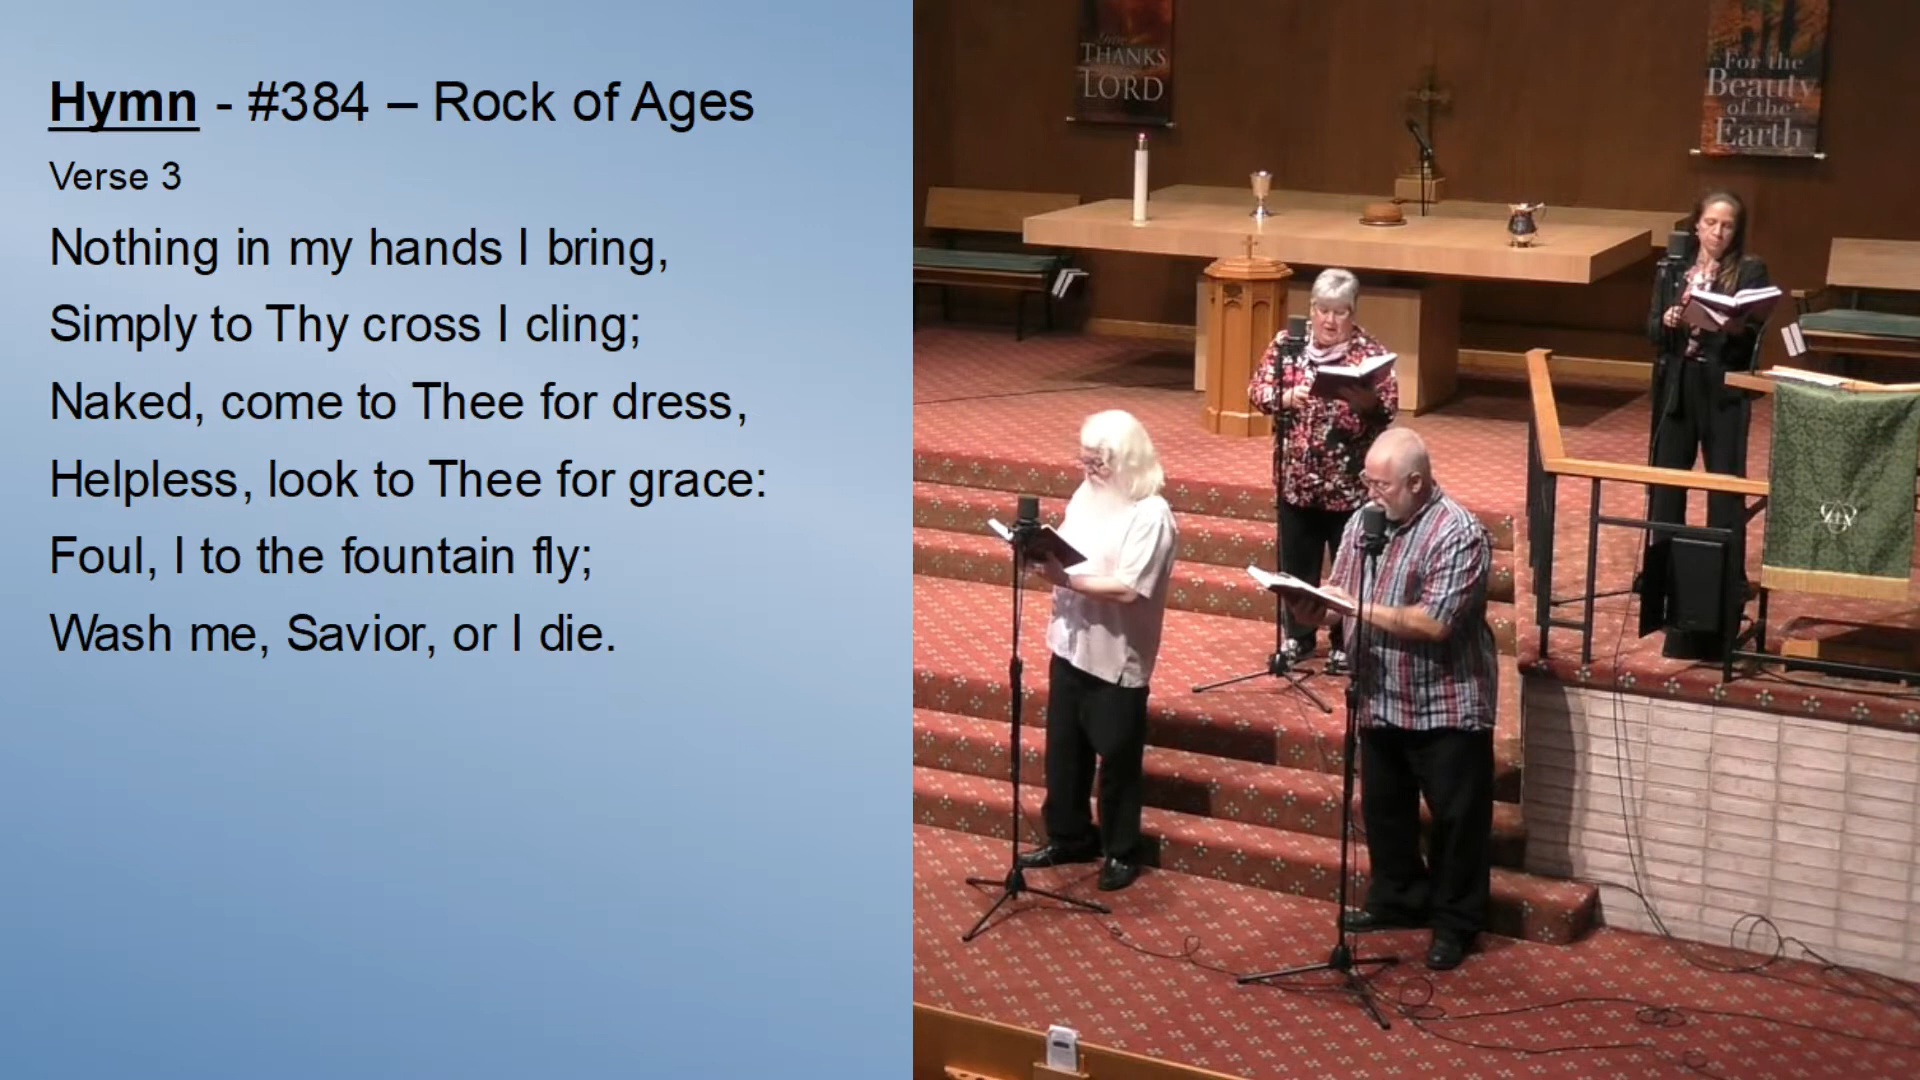 Hymn - #384 – Rock of Ages
Verse 3
Nothing in my hands I bring,
Simply to Thy cross I cling;
Naked, come to Thee for dress,
Helpless, look to Thee for grace:
Foul, I to the fountain fly;
Wash me, Savior, or I die.
THANKS
LORD
For the
Beauty
of the
Earth